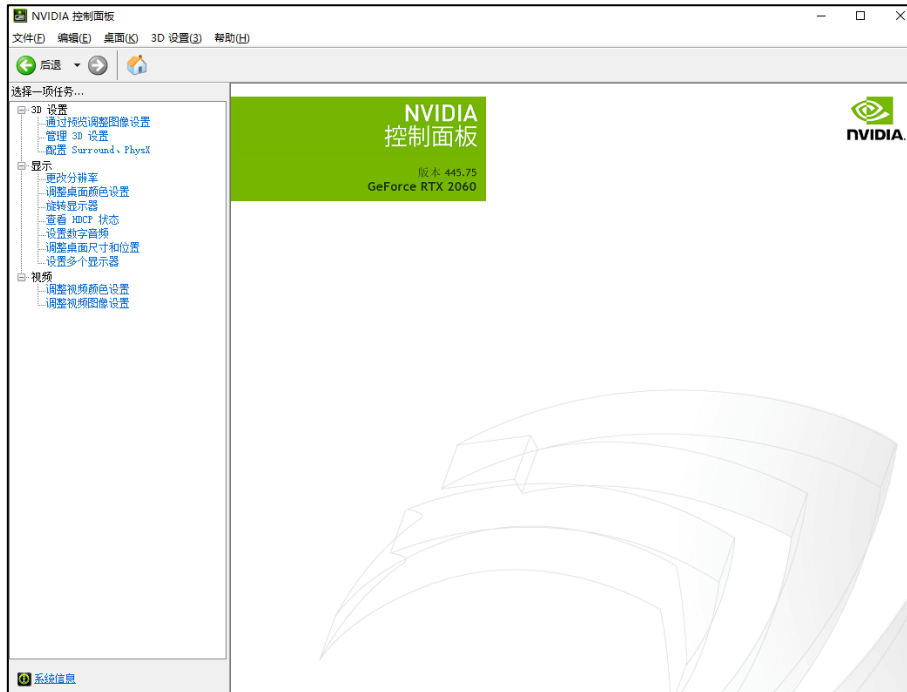 NVIDIA 控制面板
文件(F) 编辑(E) 桌面(K) 3D 设置(3) 帮助(H)
后退
选择一项任务...
3D 设置
通过预览调整图像设置
管理 3D 设置
配置 Surround、PhysX
显示
更改分辨率
调整桌面颜色设置
旋转显示器
查看 HDCP 状态
设置数字音频
调整桌面尺寸和位置
设置多个显示器
视频
调整视频颜色设置
调整视频图像设置
系统信息
NVIDIA
控制面板
版本 445.75
GeForce RTX 2060
NVIDIA.